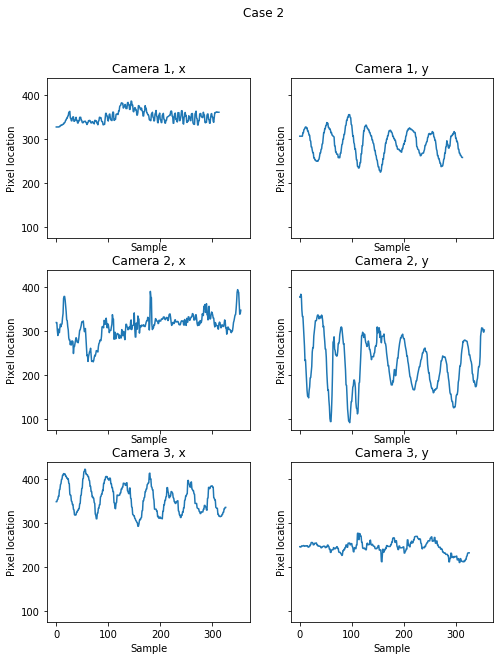 Case 2
Camera 1, x
Camera 1, y
400
300
200
100
Pixel location
Pixel location
Sample
Sample
Camera 2, x
Camera 2, y
400
300
200
100
Pixel location
Pixel location
Sample
Sample
Camera 3, x
Camera 3, y
400
300
200
100
Pixel location
Pixel location
0
100
200
300
0
100
200
300
Sample
Sample